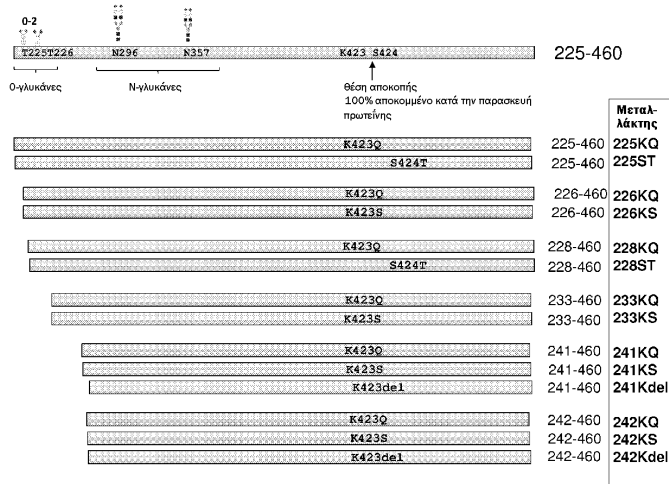 0-2
T225T226 N296 N357 K423 S424 225-460
Ο-γλυκάνες Ν-γλυκάνες θέση αποκοπής
100% αποκομμένο κατά την παρασκευή
πρωτεΐνης
Μεταλ-
λάκτης
K423Q 225-460 225KQ
S424T 225-460 225ST
K423Q 226-460 226KQ
K423S 226-460 226KS
K423Q 228-460 228KQ
S424T 228-460 228ST
K423Q 233-460 233KQ
K423S 233-460 233KS
K423Q 241-460 241KQ
K423S 241-460 241KS
K423del 241-460 241Kdel
K423Q 242-460 242KQ
K423S 242-460 242KS
K423del 242-460 242Kdel